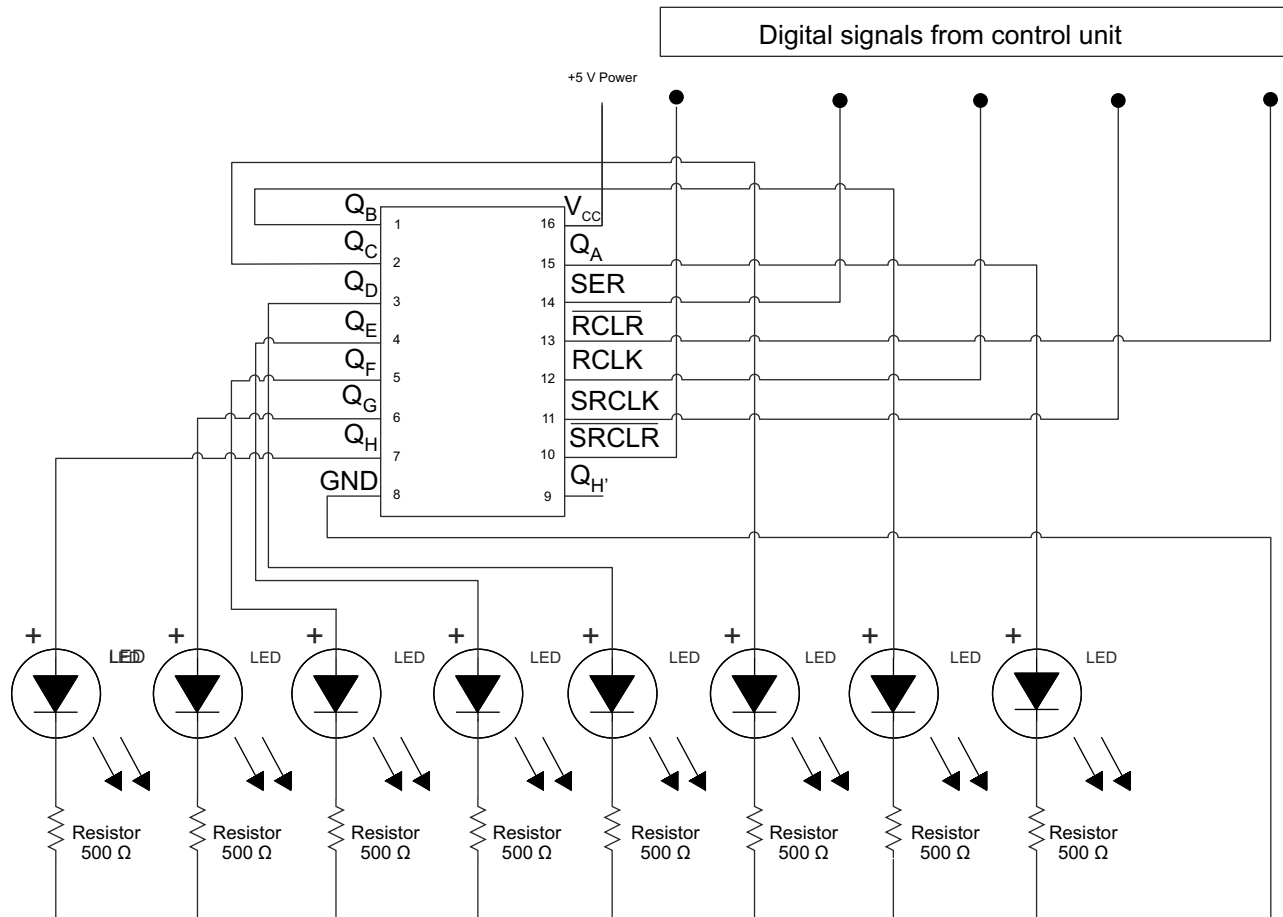 Digital signals from control unit
+5 V Power
QB
1
16
VCC
QC
2
15
QA
QD
3
14
SER
QE
4
13
RCLR
QF
5
12
RCLK
QG
6
11
SRCLK
QH
7
10
SRCLR
GND
8
9
QH'
+ LED
+ LED
+ LED
+ LED
+ LED
+ LED
+ LED
+ LED
Resistor
500 Ω
Resistor
500 Ω
Resistor
500 Ω
Resistor
500 Ω
Resistor
500 Ω
Resistor
500 Ω
Resistor
500 Ω
Resistor
500 Ω